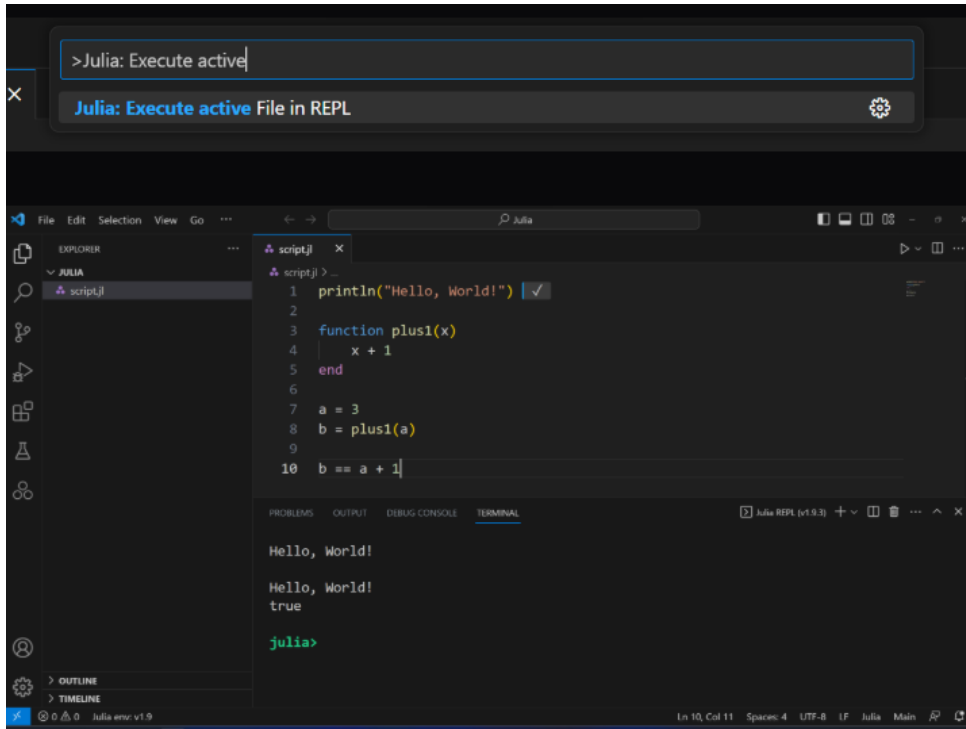 >Julia: Execute active
Julia: Execute active File in REPL
File Edit Selection View Go ...
Julia
EXPLORER ...
script.jl
JULIA
script.jl > ...
script.jl
1 println("Hello, World!") ✓
2
3 function plus1(x)
4 x + 1
5 end
6
7 a = 3
8 b = plus1(a)
9
10 b == a + 1
PROBLEMS OUTPUT DEBUG CONSOLE TERMINAL
Julia REPL (v1.9.3)
Hello, World!
Hello, World!
true
julia>
OUTLINE
TIMELINE
0 0 Julia env: v1.9
Ln 10, Col 11 Spaces: 4 UTF-8 LF Julia Main